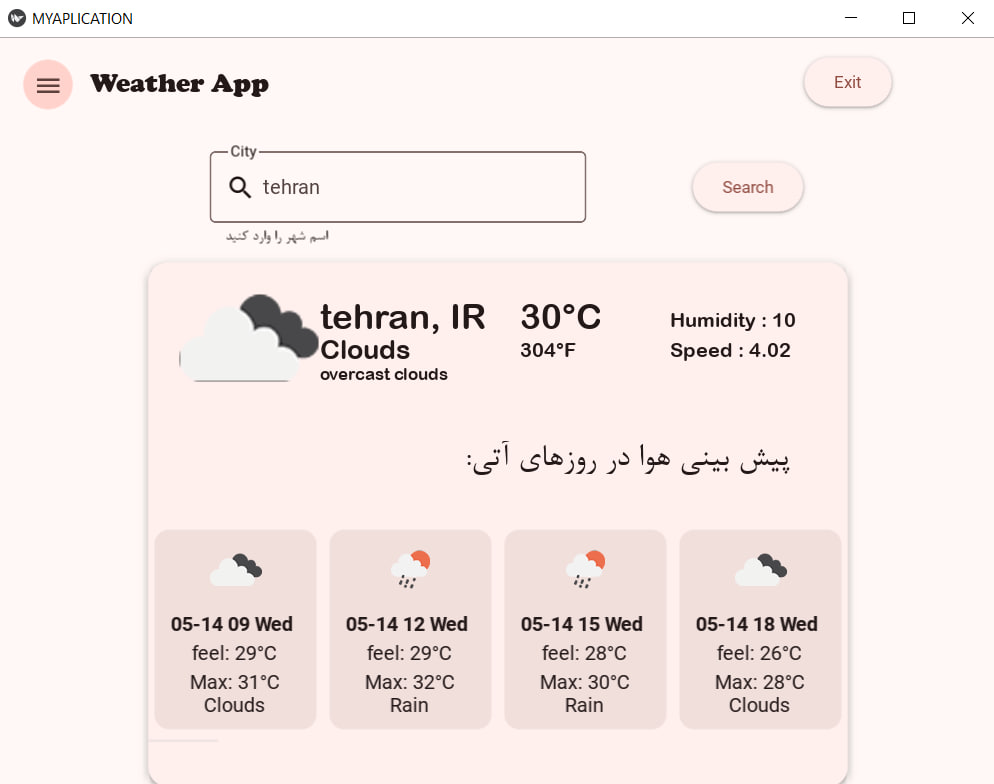 MYAPLICATION
Weather App
Exit
City
tehran
Search
اسم شهر را وارد کنید
tehran, IR
Clouds
overcast clouds
30°C
304°F
Humidity : 10
Speed : 4.02
پیش بینی هوا در روزهای آتی:
05-14 09 Wed
feel: 29°C
Max: 31°C
Clouds
05-14 12 Wed
feel: 29°C
Max: 32°C
Rain
05-14 15 Wed
feel: 28°C
Max: 30°C
Rain
05-14 18 Wed
feel: 26°C
Max: 28°C
Clouds